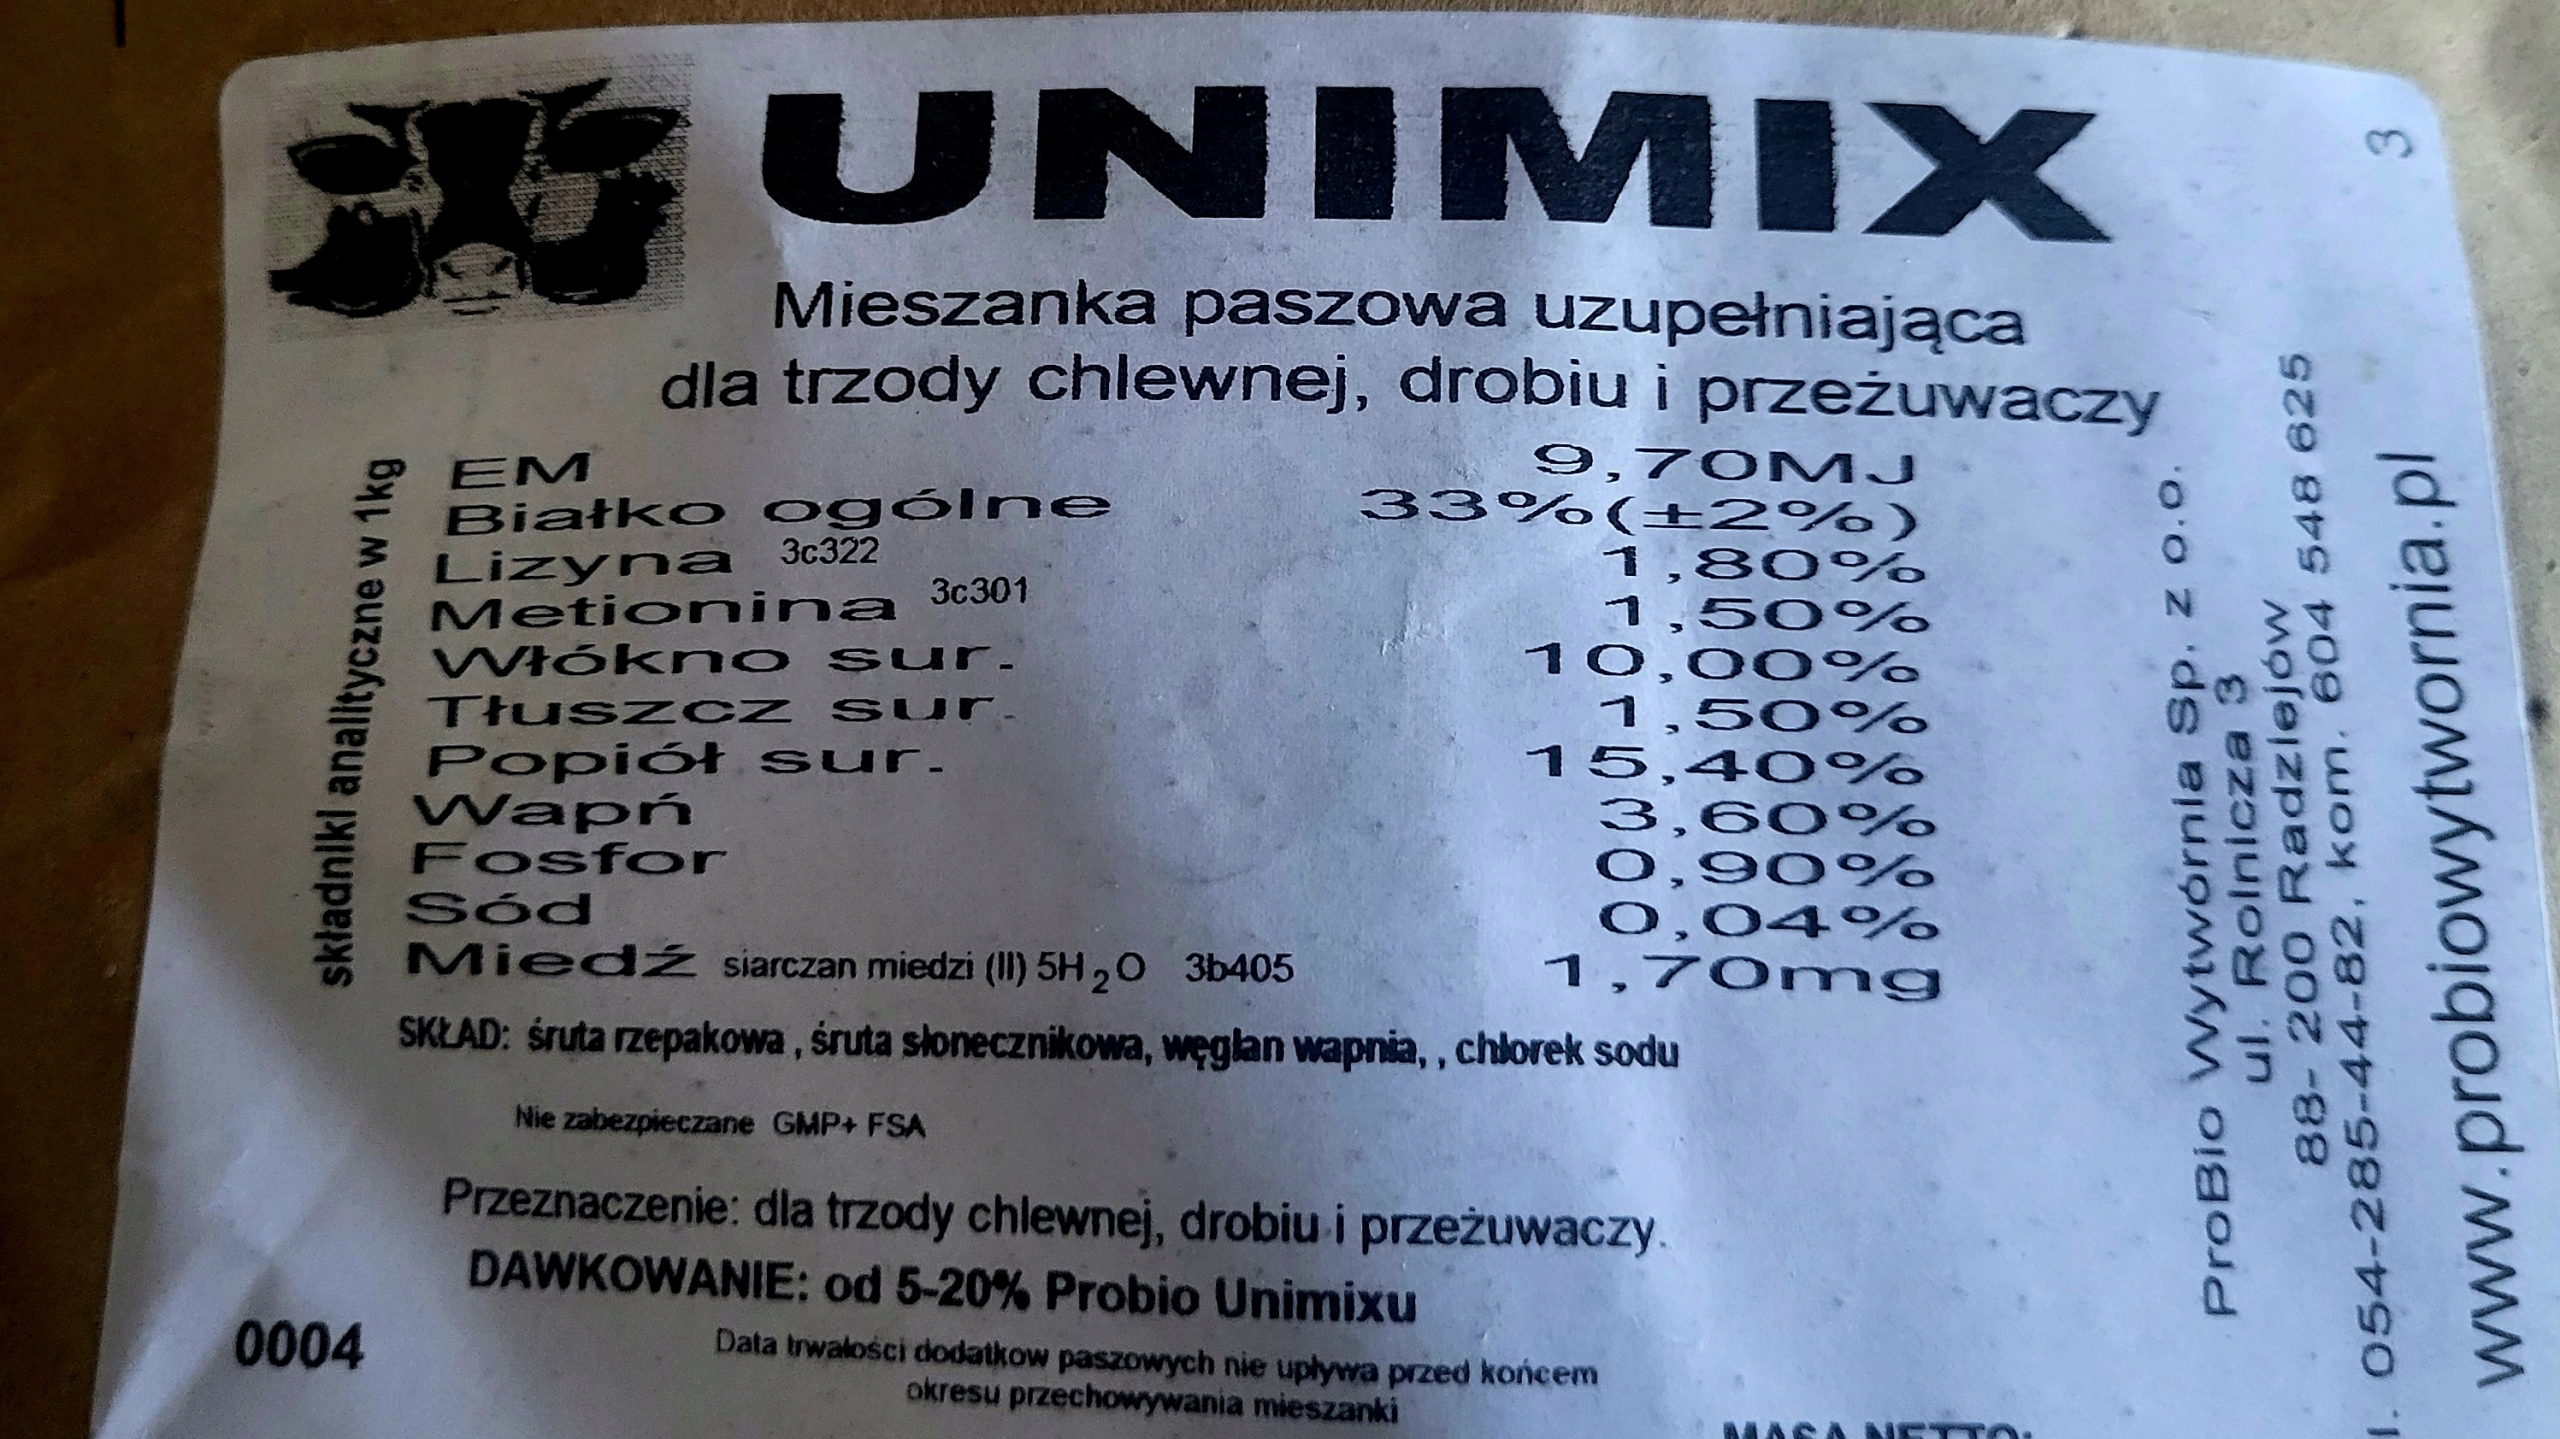 UNIMIX
Mieszanka paszowa uzupełniająca
dla trzody chlewnej, drobiu i przeżuwaczy
składniki analityczne w 1kg
EM 9,70MJ
Białko ogólne 33%(±2%)
Lizyna 3c322 1,80%
Metionina 3c301 1,50%
Włókno sur. 10,00%
Tłuszcz sur. 1,50%
Popiół sur. 15,40%
Wapń 3,60%
Fosfor 0,90%
Sód 0,04%
Miedź siarczan miedzi (II) 5H2O 3b405 1,70mg
SKŁAD: śruta rzepakowa , śruta słonecznikowa, węglan wapnia, , chlorek sodu
Nie zabezpieczane GMP+ FSA
Przeznaczenie: dla trzody chlewnej, drobiu i przeżuwaczy.
DAWKOWANIE: od 5-20% Probio Unimixu
0004
Data trwałości dodatkow paszowych nie upływa przed końcem
okresu przechowywania mieszanki
MASA NETTO:
ProBio Wytwórnia Sp. z o.o.
ul. Rolnicza 3
88- 200 Radziejów
l. 054-285-44-82, kom. 604 548 625
www.probiowytwornia.pl
3